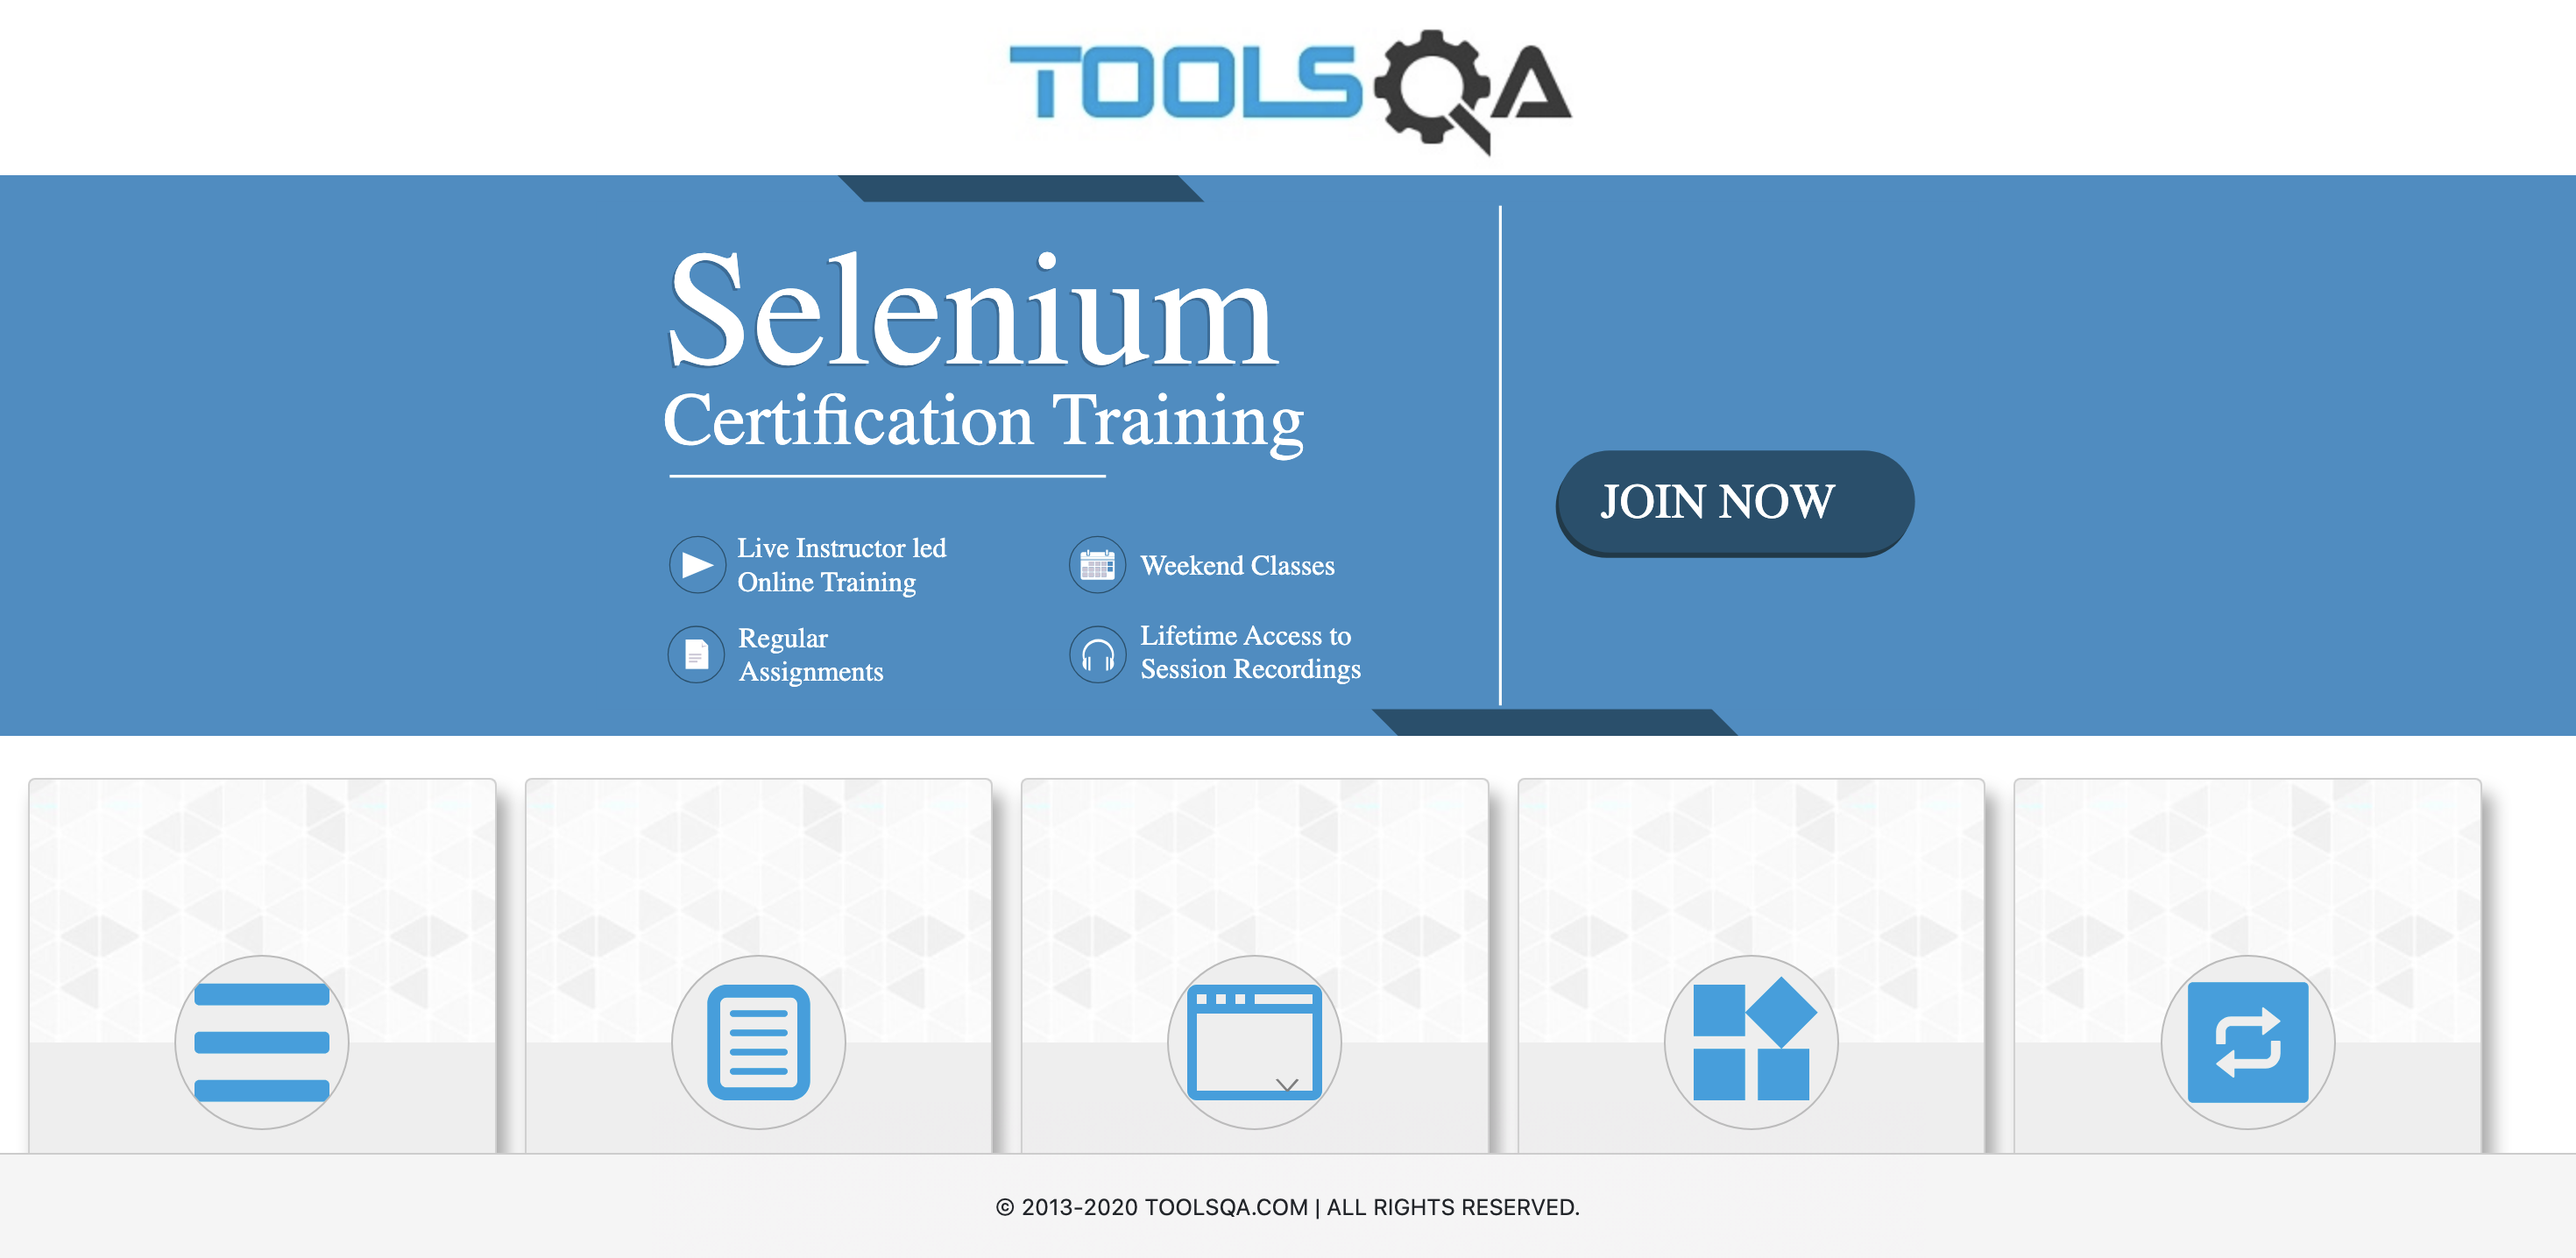 TOOLSQA
Selenium
Certification Training
Live Instructor led
Online Training
Weekend Classes
Regular
Assignments
Lifetime Access to
Session Recordings
JOIN NOW
© 2013-2020 TOOLSQA.COM | ALL RIGHTS RESERVED.